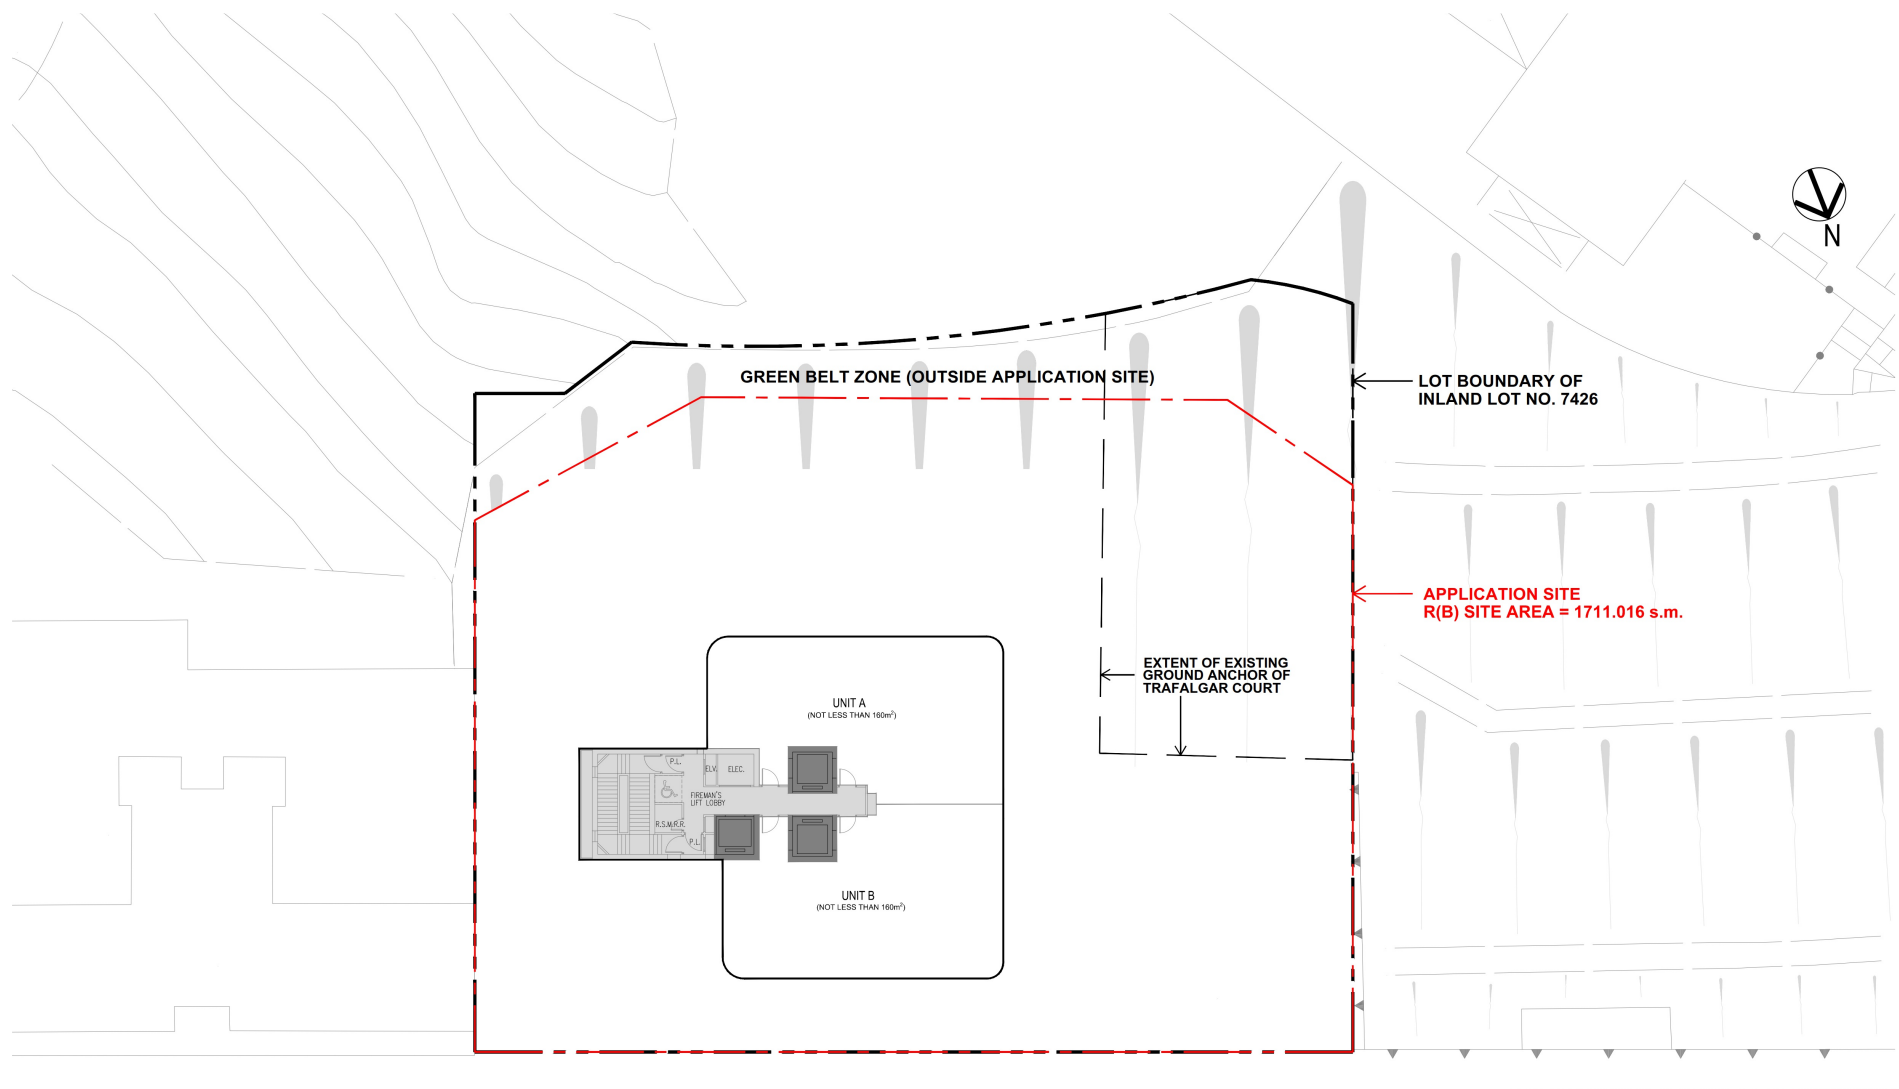 N
GREEN BELT ZONE (OUTSIDE APPLICATION SITE)
LOT BOUNDARY OF
INLAND LOT NO. 7426
APPLICATION SITE
R(B) SITE AREA = 1711.016 s.m.
EXTENT OF EXISTING
GROUND ANCHOR OF
TRAFALGAR COURT
UNIT A
(NOT LESS THAN 160m²)
P.L.
ELV.
ELEC.
FIREMAN'S
LIFT LOBBY
R.S.M.R.R.
P.L.
UNIT B
(NOT LESS THAN 160m²)